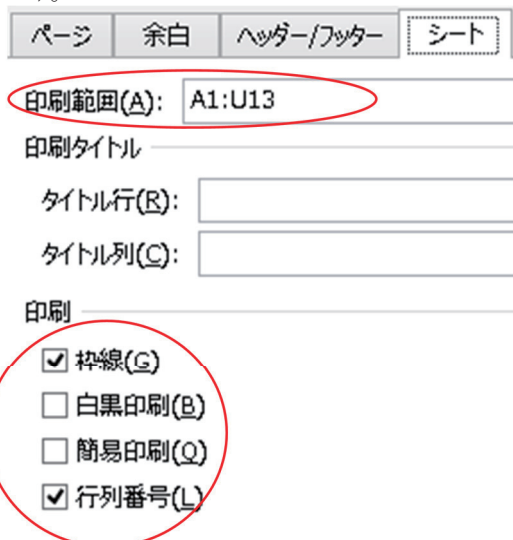 ページ 余白 ヘッダー/フッター シート
印刷範囲(A): A1:U13
印刷タイトル
タイトル行(R):
タイトル列(C):
印刷
枠線(G)
白黒印刷(B)
簡易印刷(Q)
行列番号(L)